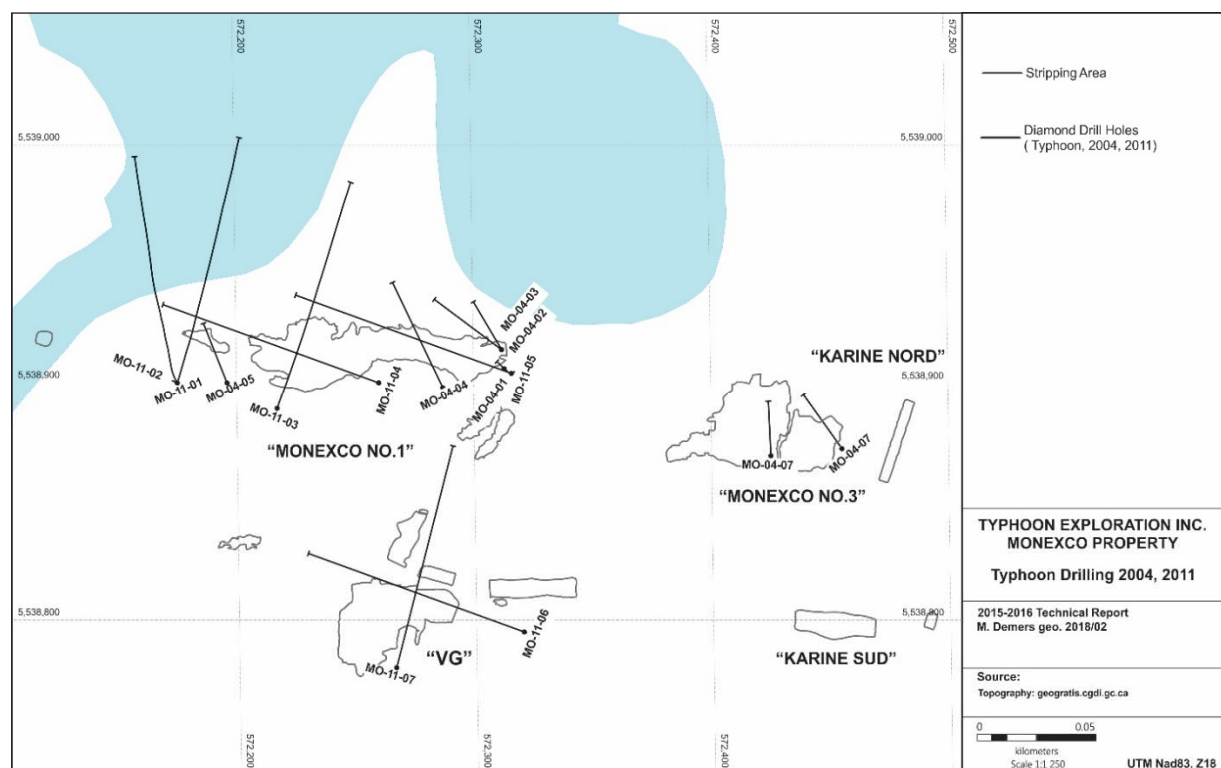 572,200
572,300
572,400
572,500
Stripping Area
Diamond Drill Holes
( Typhoon, 2004, 2011)
5,539,000
5,539,000
MO-04-03
MO-04-02
"KARINE NORD"
MO-11-02
MO-11-01
MO-04-05
MO-11-03
MO-11-04
MO-04-04
MO-04-01
MO-11-05
5,538,900
5,538,900
"MONEXCO NO.1"
MO-04-07
MO-04-07
"MONEXCO NO.3"
TYPHOON EXPLORATION INC.
MONEXCO PROPERTY
Typhoon Drilling 2004, 2011
5,538,800
5,538,800
2015-2016 Technical Report
M. Demers geo. 2018/02
MO-11-06
"VG"
MO-11-07
"KARINE SUD"
Source:
Topography: geogratis.cgdi.gc.ca
572,200
572,300
572,400
0 0.05
kilometers
Scale 1:1 250
UTM Nad83, Z18